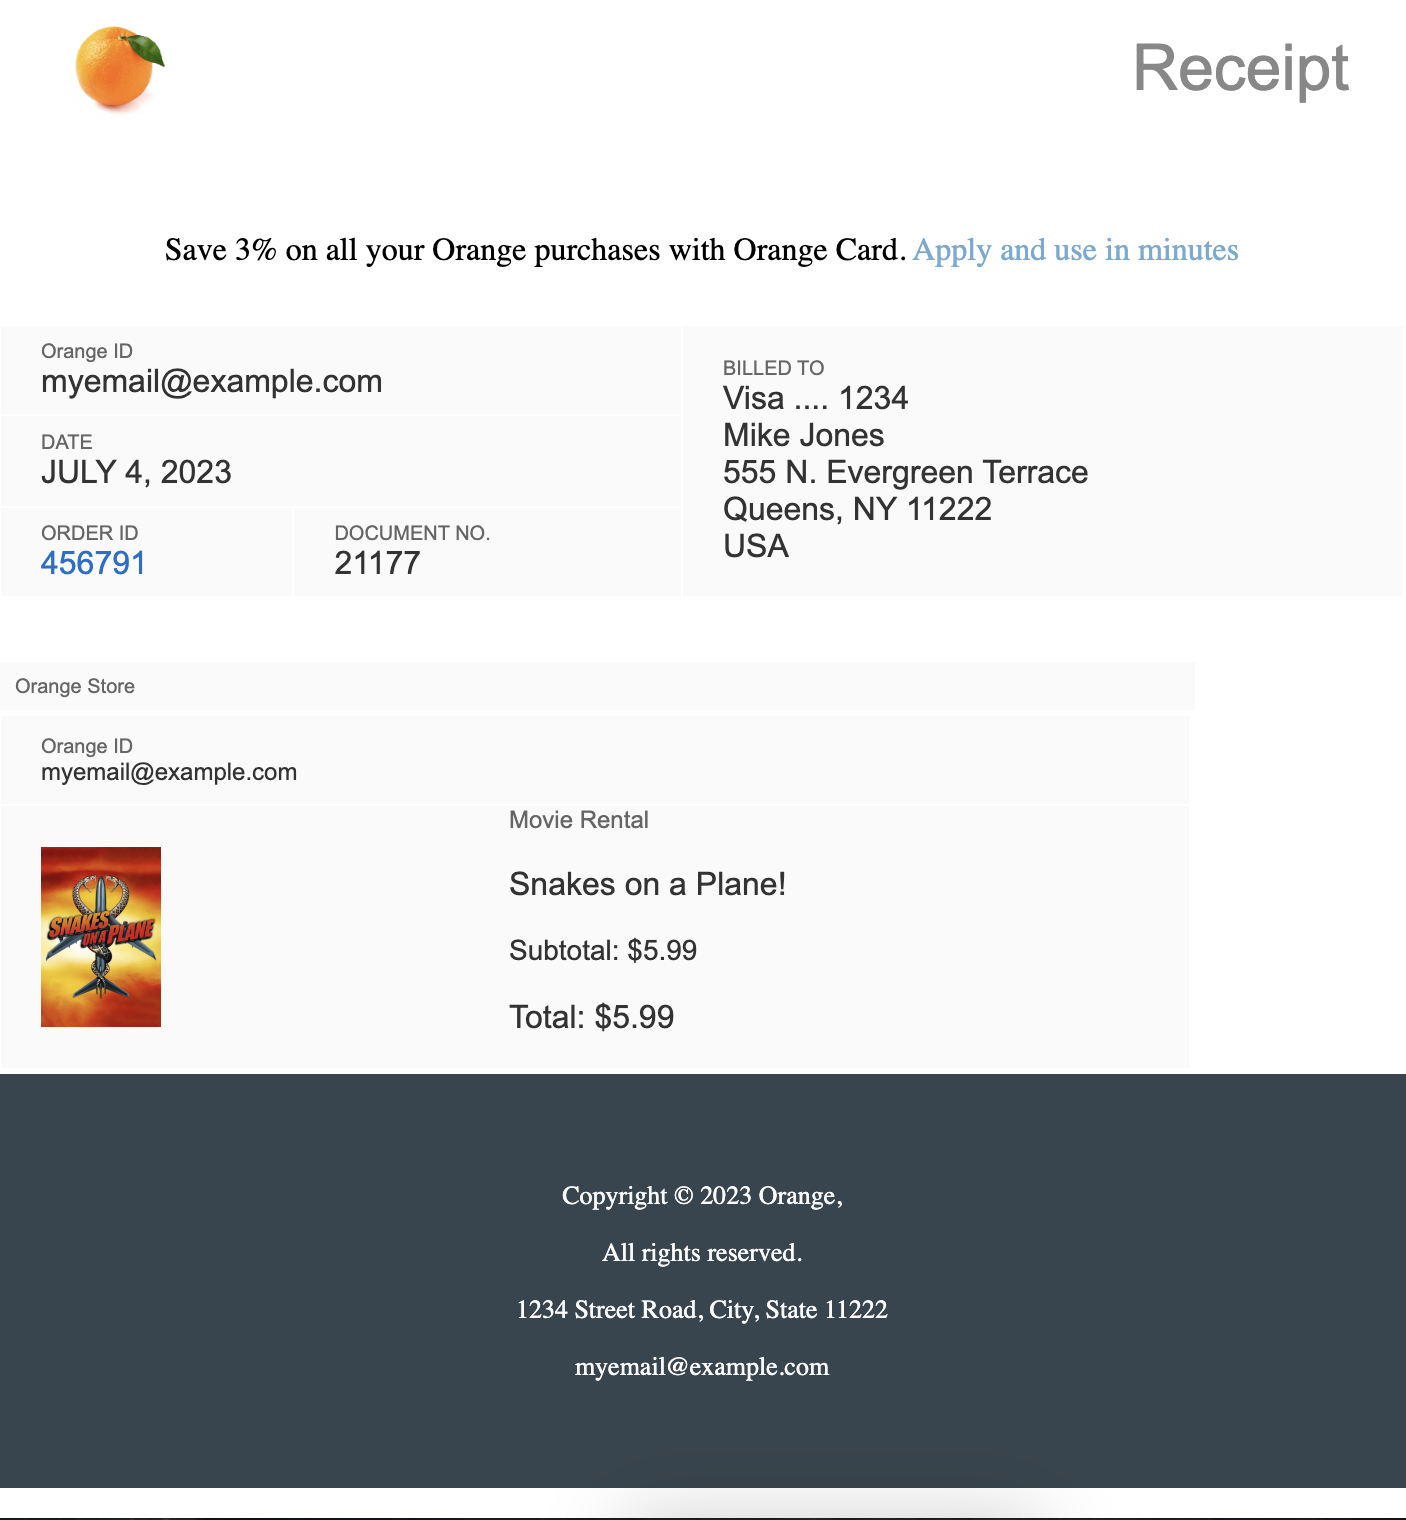 Receipt
Save 3% on all your Orange purchases with Orange Card. Apply and use in minutes
Orange ID
myemail@example.com
DATE
JULY 4, 2023
ORDER ID
456791
DOCUMENT NO.
21177
BILLED TO
Visa .... 1234
Mike Jones
555 N. Evergreen Terrace
Queens, NY 11222
USA
Orange Store
Orange ID
myemail@example.com
SNAKES
ON A PLANE
Movie Rental
Snakes on a Plane!
Subtotal: $5.99
Total: $5.99
Copyright © 2023 Orange,
All rights reserved.
1234 Street Road, City, State 11222
myemail@example.com